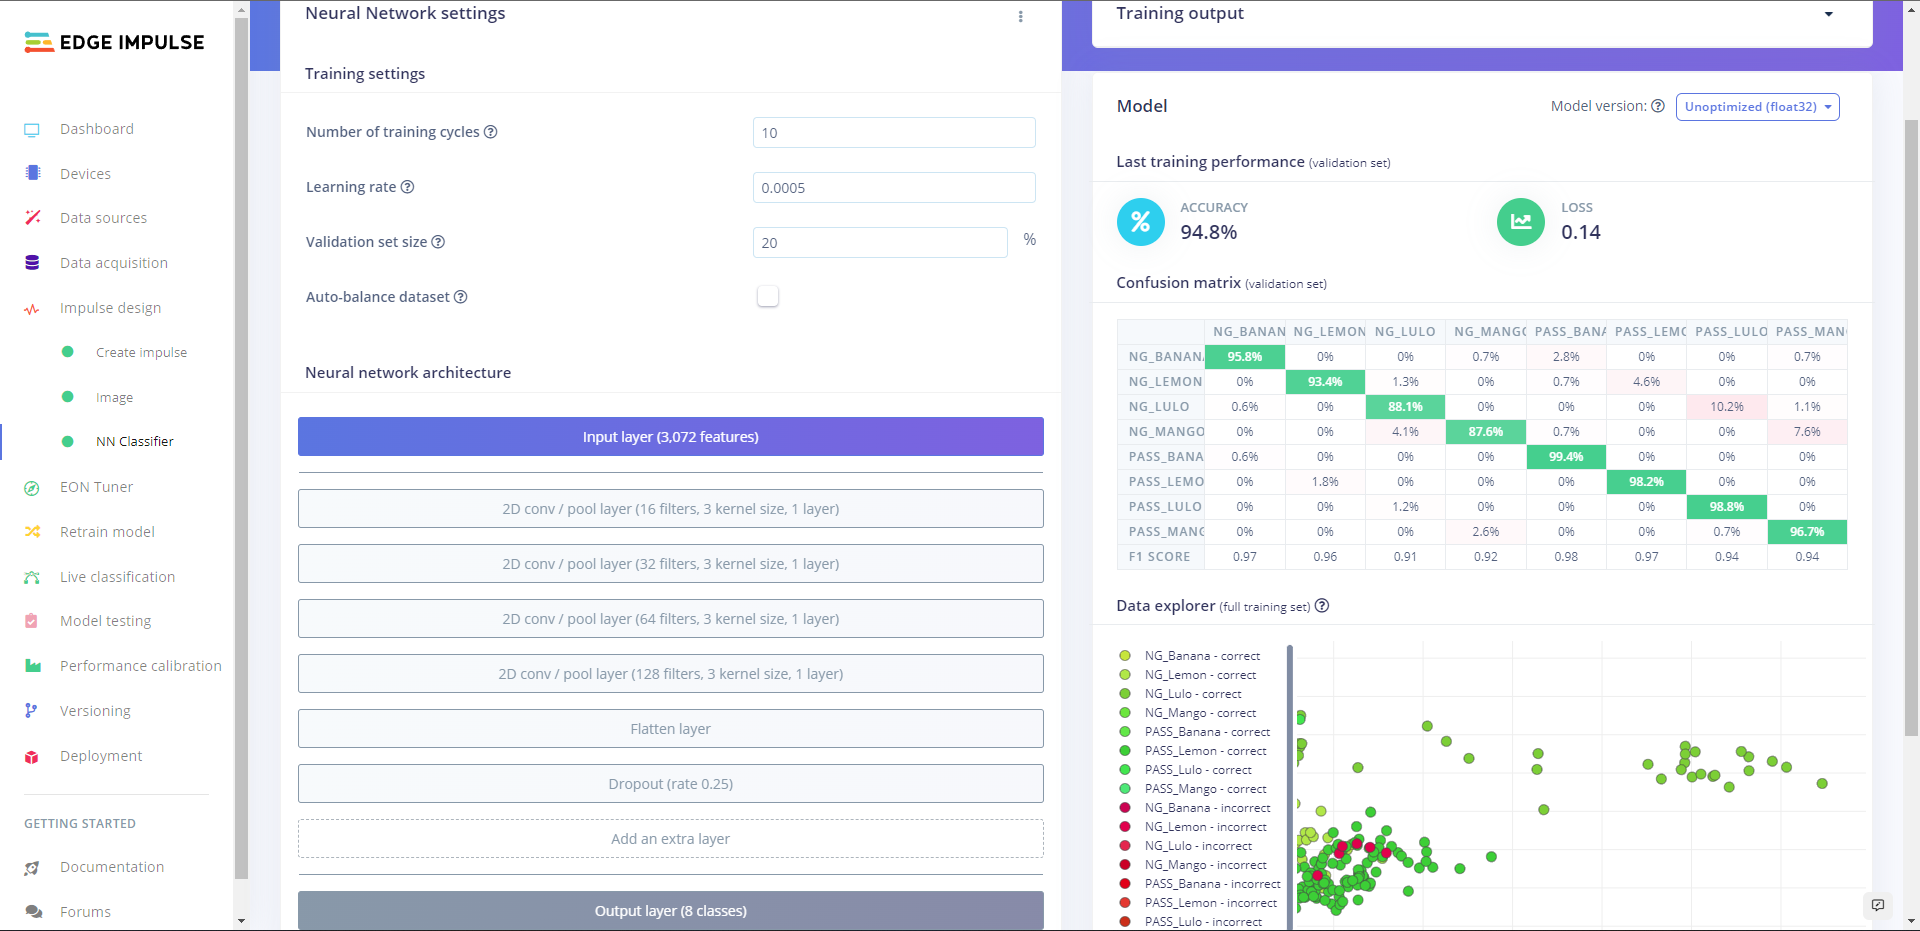 EDGE IMPULSE
Dashboard
Devices
Data sources
Data acquisition
Impulse design
Create impulse
Image
NN Classifier
EON Tuner
Retrain model
Live classification
Model testing
Performance calibration
Versioning
Deployment
GETTING STARTED
Documentation
Forums
Neural Network settings
Training settings
Number of training cycles ?
10
Learning rate ?
0.0005
Validation set size ?
20 %
Auto-balance dataset ?
Neural network architecture
Input layer (3,072 features)
2D conv / pool layer (16 filters, 3 kernel size, 1 layer)
2D conv / pool layer (32 filters, 3 kernel size, 1 layer)
2D conv / pool layer (64 filters, 3 kernel size, 1 layer)
2D conv / pool layer (128 filters, 3 kernel size, 1 layer)
Flatten layer
Dropout (rate 0.25)
Add an extra layer
Output layer (8 classes)
Training output
Model
Model version: ? Unoptimized (float32)
Last training performance (validation set)
% ACCURACY
94.8%
LOSS
0.14
Confusion matrix (validation set)
NG_BANAN NG_LEMON NG_LULO NG_MANGO PASS_BANA PASS_LEMO PASS_LULO PASS_MAN
NG_BANANA 95.8% 0% 0% 0.7% 2.8% 0% 0% 0.7%
NG_LEMON 0% 93.4% 1.3% 0% 0.7% 4.6% 0% 0%
NG_LULO 0.6% 0% 88.1% 0% 0% 0% 10.2% 1.1%
NG_MANGO 0% 0% 4.1% 87.6% 0.7% 0% 0% 7.6%
PASS_BANA 0.6% 0% 0% 0% 99.4% 0% 0% 0%
PASS_LEMO 0% 1.8% 0% 0% 0% 98.2% 0% 0%
PASS_LULO 0% 0% 1.2% 0% 0% 0% 98.8% 0%
PASS_MANG 0% 0% 0% 2.6% 0% 0% 0.7% 96.7%
F1 SCORE 0.97 0.96 0.91 0.92 0.98 0.97 0.94 0.94
Data explorer (full training set) ?
NG_Banana - correct
NG_Lemon - correct
NG_Lulo - correct
NG_Mango - correct
PASS_Banana - correct
PASS_Lemon - correct
PASS_Lulo - correct
PASS_Mango - correct
NG_Banana - incorrect
NG_Lemon - incorrect
NG_Lulo - incorrect
NG_Mango - incorrect
PASS_Banana - incorrect
PASS_Lemon - incorrect
PASS_Lulo - incorrect